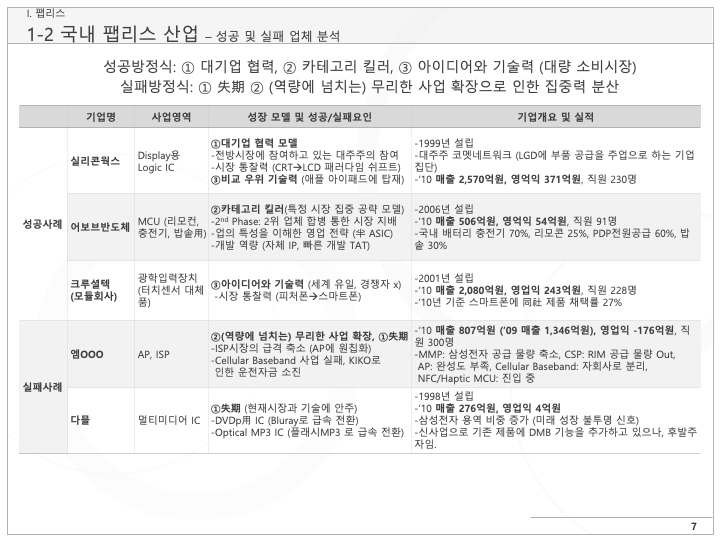 I. 팹리스
1-2 국내 팹리스 산업 – 성공 및 실패 업체 분석
성공방정식: ① 대기업 협력, ② 카테고리 킬러, ③ 아이디어와 기술력 (대량 소비시장)
실패방정식: ① 失期 ② (역량에 넘치는) 무리한 사업 확장으로 인한 집중력 분산
기업명 사업영역 성장 모델 및 성공/실패요인 기업개요 및 실적
성공사례
실리콘웍스
Display용
Logic IC
①대기업 협력 모델
-전방시장에 참여하고 있는 대주주의 참여
-시장 통찰력 (CRT→LCD 패러다임 쉬프트)
③비교 우위 기술력 (애플 아이패드에 탑재)
-1999년 설립
-대주주 코멧네트워크 (LGD에 부품 공급을 주업으로 하는 기업
집단)
-'10 매출 2,570억원, 영업익 371억원, 직원 230명
어보브반도체
MCU (리모컨,
충전기, 밥솥用)
②카테고리 킬러(특정 시장 집중 공략 모델)
-2nd Phase: 2위 업체 합병 통한 시장 지배
-업의 특성을 이해한 영업 전략 (半 ASIC)
-개발 역량 (자체 IP, 빠른 개발 TAT)
-2006년 설립
-'10 매출 506억원, 영업익 54억원, 직원 91명
-국내 배터리 충전기 70%, 리모콘 25%, PDP전원공급 60%, 밥
솥 30%
크루셜텍
(모듈회사)
광학입력장치
(터치센서 대체
품)
③아이디어와 기술력 (세계 유일, 경쟁자 x)
-시장 통찰력 (피처폰→스마트폰)
-2001년 설립
-'10 매출 2,080억원, 영업익 243억원, 직원 228명
-'10년 기준 스마트폰에 同社 제품 채택률 27%
실패사례
엠OOO
AP, ISP
②(역량에 넘치는) 무리한 사업 확장, ①失期
-ISP시장의 급격 축소 (AP에 원칩화)
-Cellular Baseband 사업 실패, KIKO로
인한 운전자금 소진
-'10 매출 807억원 ('09 매출 1,346억원), 영업익 -176억원, 직
원 300명
-MMP: 삼성전자 공급 물량 축소, CSP: RIM 공급 물량 Out,
AP: 완성도 부족, Cellular Baseband: 자회사로 분리,
NFC/Haptic MCU: 진입 중
다믈
멀티미디어 IC
①失期 (현재시장과 기술에 안주)
-DVDp用 IC (Bluray로 급속 전환)
-Optical MP3 IC (플래시MP3 로 급속 전환)
-1998년 설립
-'10 매출 276억원, 영업익 4억원
-삼성전자 용역 비중 증가 (미래 성장 불투명 신호)
-신사업으로 기존 제품에 DMB 기능을 추가하고 있으나, 후발주
자임.
7